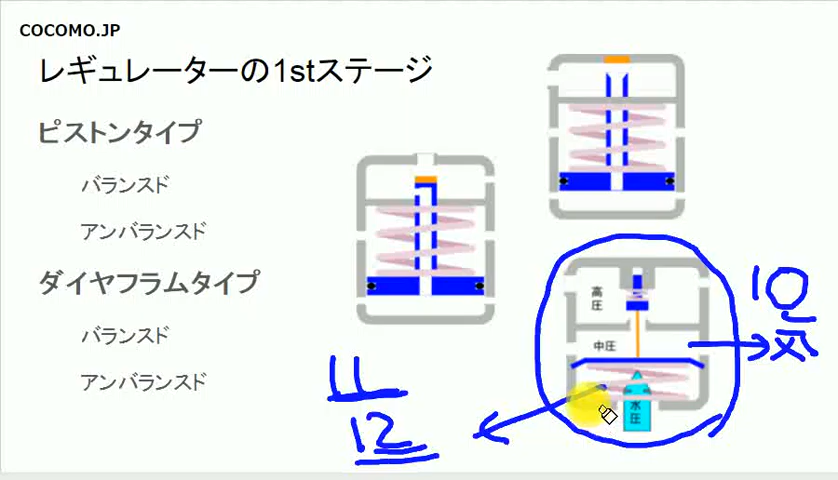 COCOMO.JP
レギュレーターの1stステージ
ピストンタイプ
バランスド
アンバランスド
ダイヤフラムタイプ
バランスド
アンバランスド
高圧
中圧
水圧
10
11
12